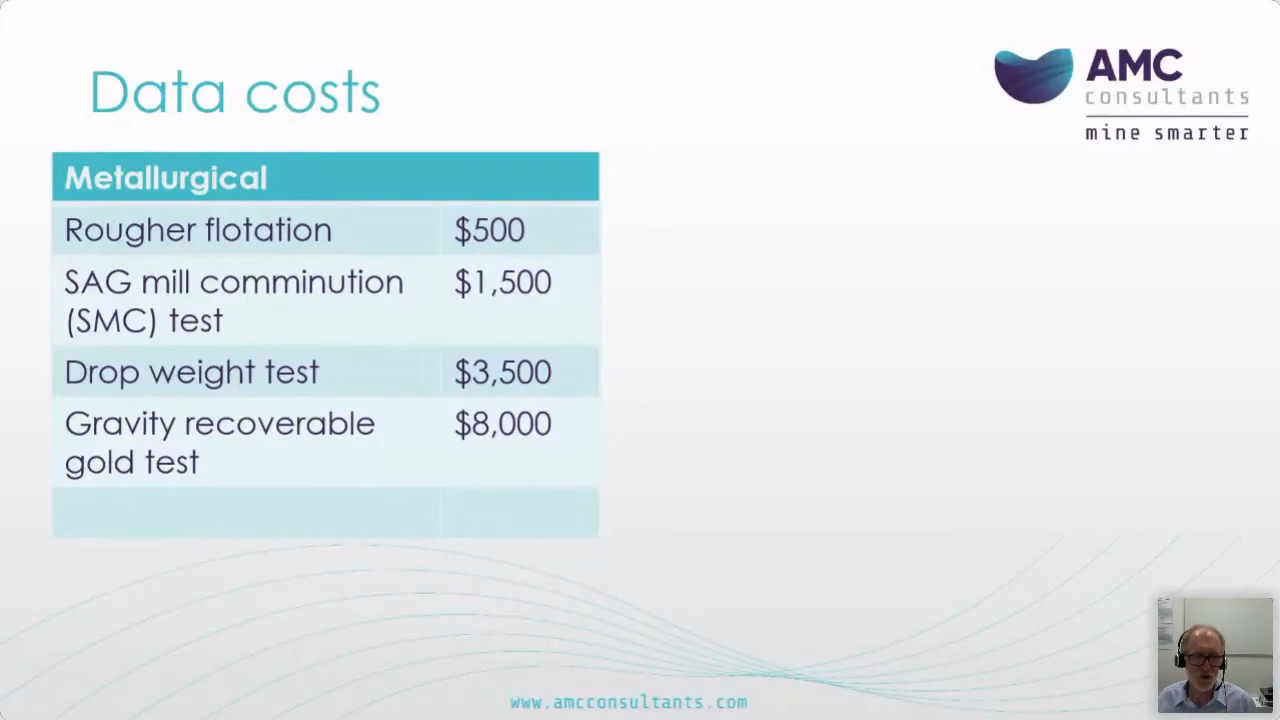 Data costs
AMC
consultants
mine smarter
Metallurgical
Rougher flotation $500
SAG mill comminution $1,500
(SMC) test
Drop weight test $3,500
Gravity recoverable $8,000
gold test
www.amcconsultants.com